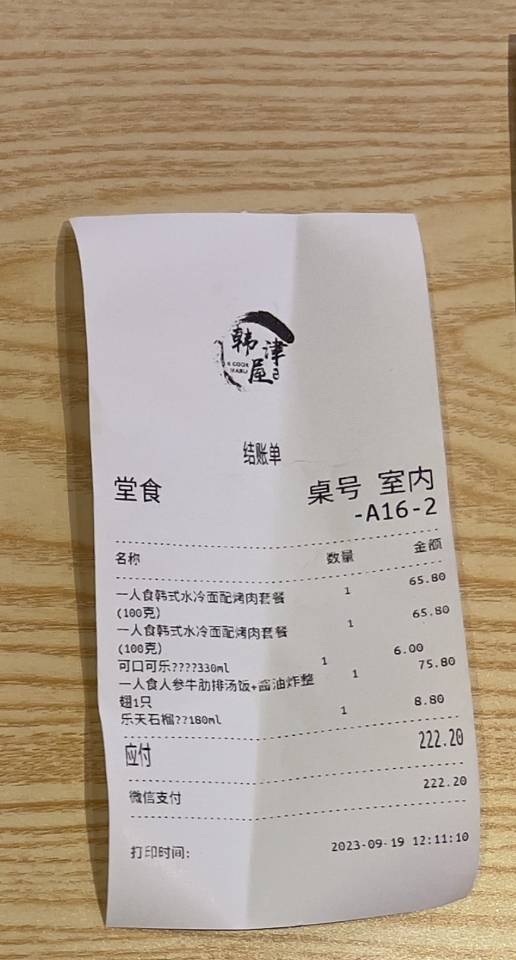 韩津
屋
结账单
堂食 桌号 室内
-A16-2
名称 数量 金额
一人食韩式水冷面配烤肉套餐 1 65.80
(100克)
一人食韩式水冷面配烤肉套餐 1 65.80
(100克)
可口可乐????330ml 1 6.00
一人食人参牛肋排汤饭+酱油炸整 1 75.80
翅1只
乐天石榴??180ml 1 8.80
应付 222.20
微信支付 222.20
打印时间: 2023-09-19 12:11:10